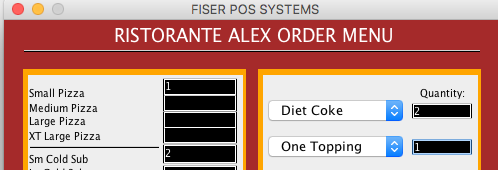 FISER POS SYSTEMS
RISTORANTE ALEX ORDER MENU
Small Pizza 1
Medium Pizza
Large Pizza
XT Large Pizza
Sm Cold Sub 2
Quantity:
Diet Coke 2
One Topping 1